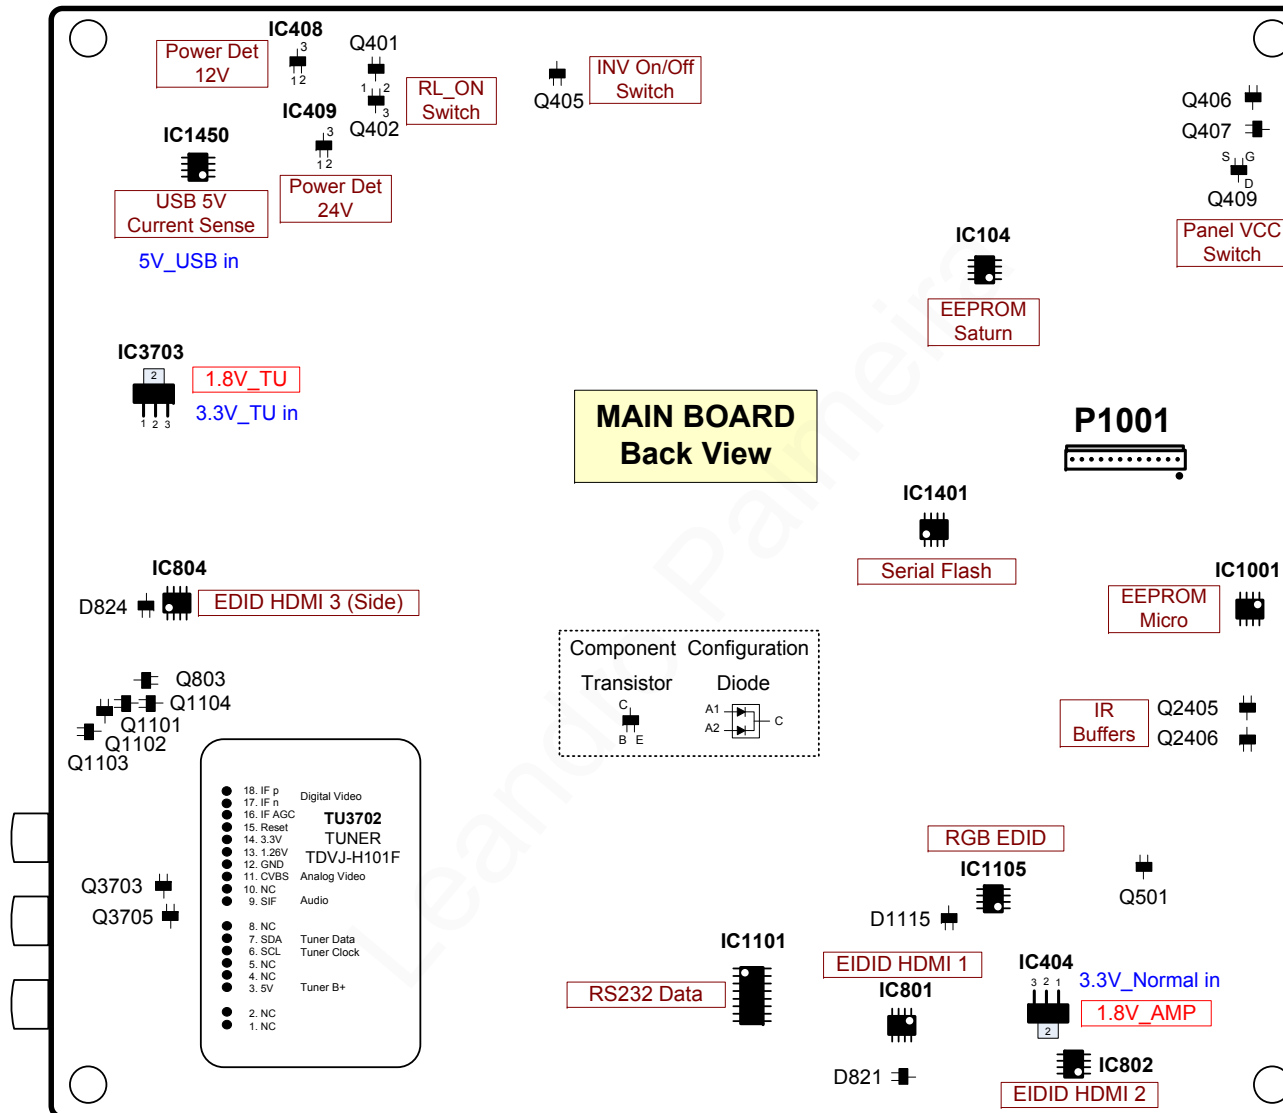 IC408
Power Det
12V
3
1 2
Q401
1 2
3
Q402
RL_ON
Switch
Q405
INV On/Off
Switch
Q406
Q407
S G
D
Q409
Panel VCC
Switch
IC409
3
1 2
Power Det
24V
IC1450
USB 5V
Current Sense
5V_USB in
IC104
EEPROM
Saturn
IC3703
2
1 2 3
1.8V_TU
3.3V_TU in
MAIN BOARD
Back View
P1001
IC1401
Serial Flash
IC804
D824
EDID HDMI 3 (Side)
IC1001
EEPROM
Micro
Component Configuration
Transistor Diode
C
B E
A1
A2
C
Q803
Q1104
Q1101
Q1102
Q1103
IR
Buffers
Q2405
Q2406
18. IF p
17. IF n
Digital Video
16. IF AGC
15. Reset
14. 3.3V
13. 1.26V
12. GND
11. CVBS Analog Video
10. NC
9. SIF Audio
8. NC
7. SDA Tuner Data
6. SCL Tuner Clock
5. NC
4. NC
3. 5V Tuner B+
2. NC
1. NC
TU3702
TUNER
TDVJ-H101F
Q3703
Q3705
RGB EDID
IC1105
D1115
Q501
IC1101
RS232 Data
EIDID HDMI 1
IC801
D821
IC404
3 2 1
2
3.3V_Normal in
1.8V_AMP
IC802
EIDID HDMI 2
Leandro Palmeira